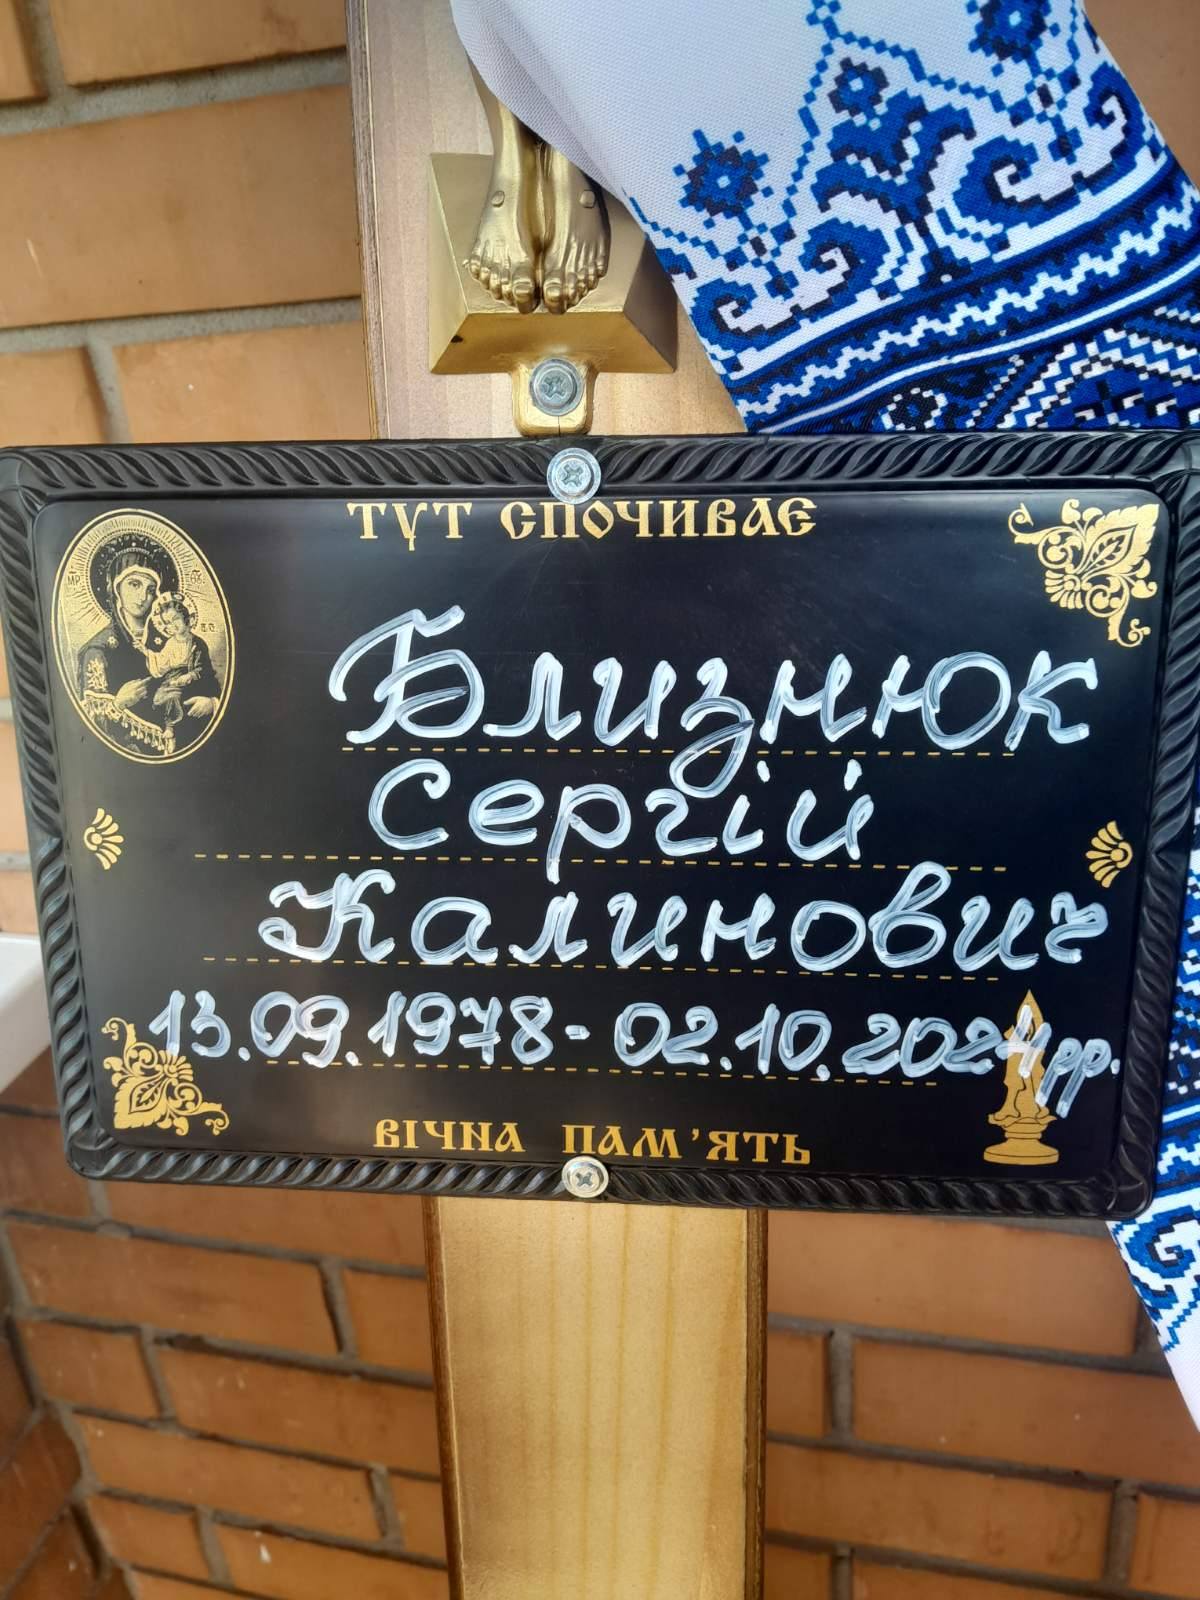 ТУТ СПОЧИВАЄ
Близнюк
Сергій
Калинович
13.09.1978 - 02.10.2024рр.
ВІЧНА ПАМ'ЯТЬ